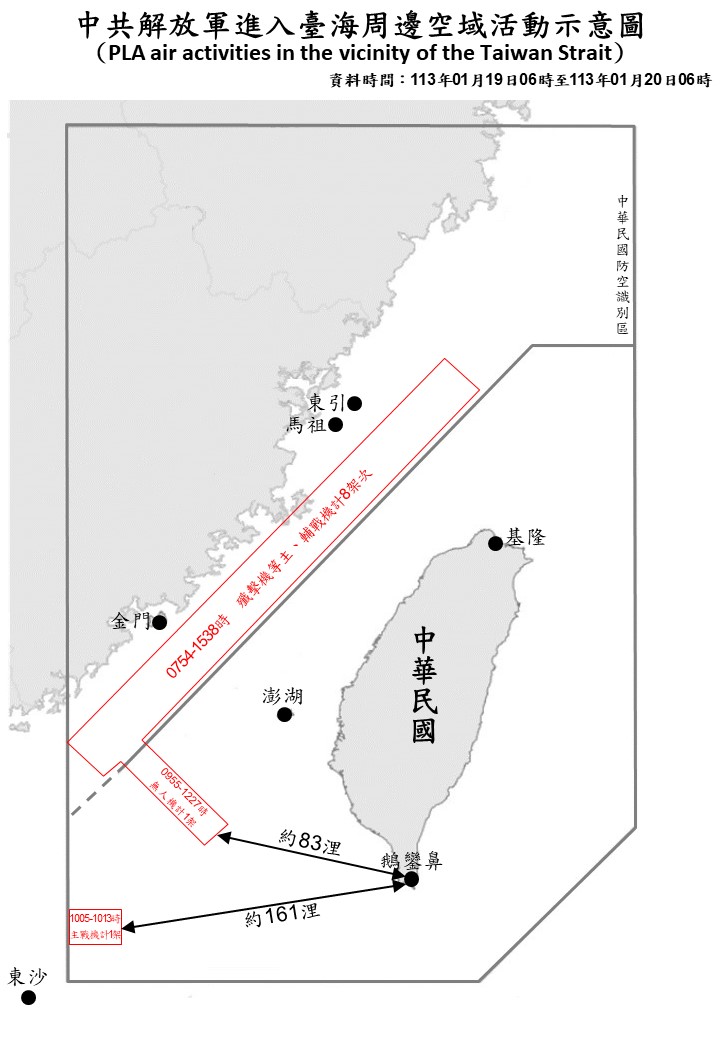 中共解放軍進入臺海周邊空域活動示意圖
（PLA air activities in the vicinity of the Taiwan Strait）
資料時間：113年01月19日06時至113年01月20日06時
中華民國防空識別區
東引
馬祖
0754-1538時 殲擊機等主、輔戰機計8架次
基隆
金門
中華民國
澎湖
0955-1227時
無人機計1架
約83浬
鵝鑾鼻
約161浬
1005-1013時
主戰機計1架
東沙